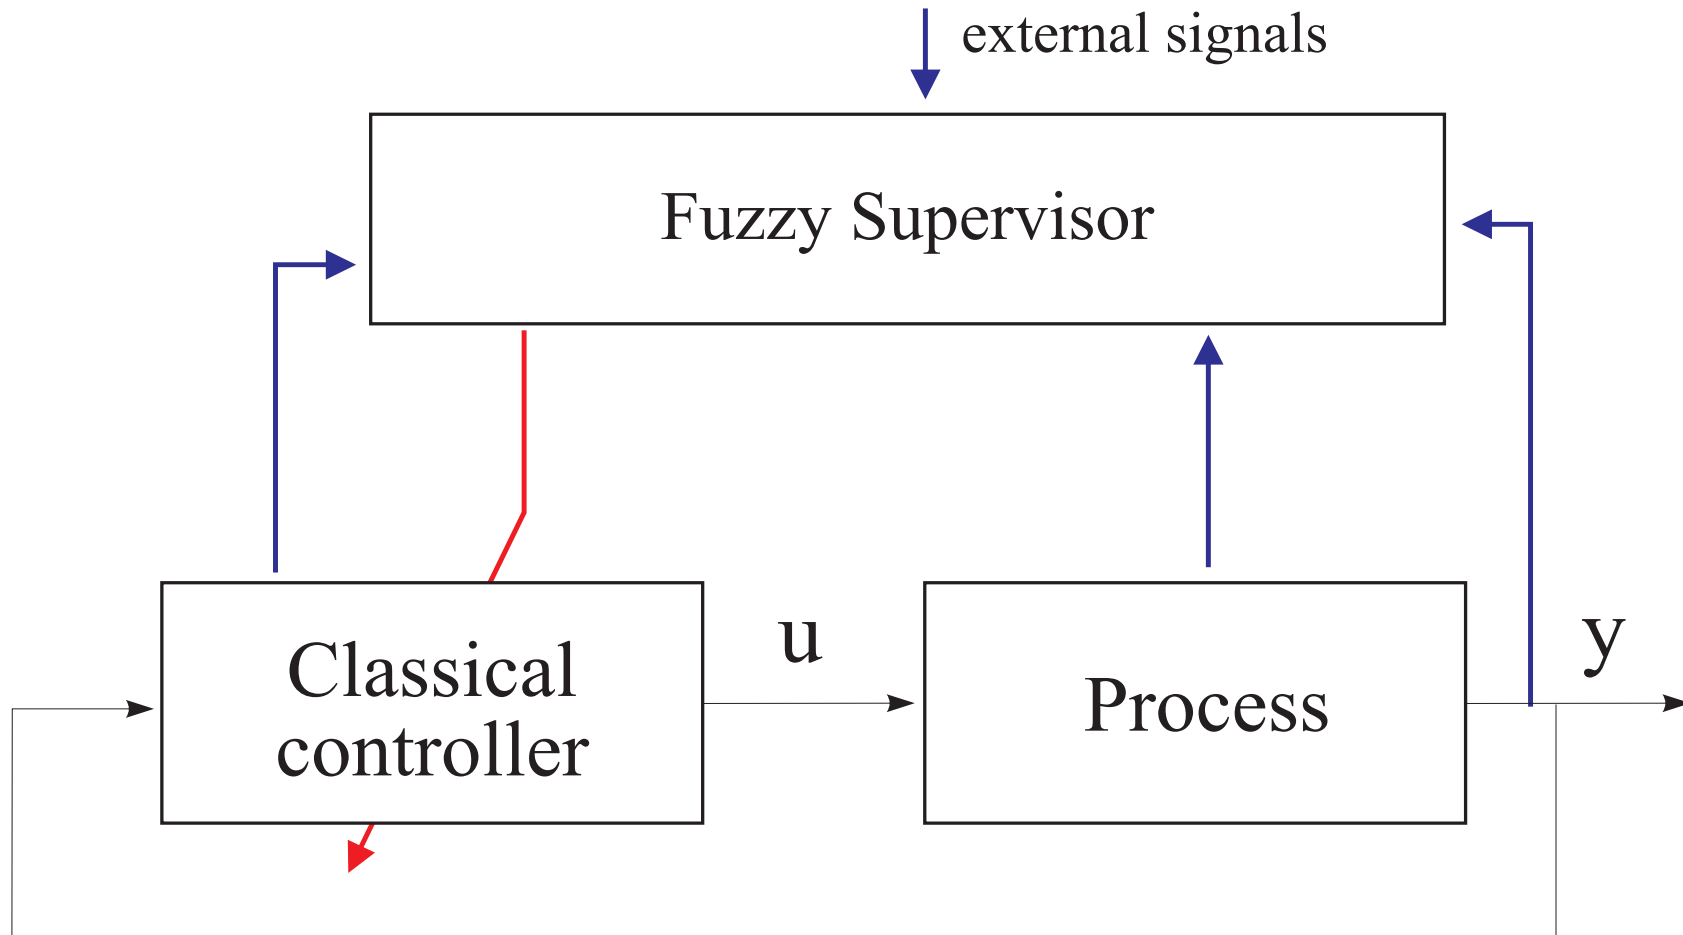 external signals
Fuzzy Supervisor
Classical
controller
u
Process
y